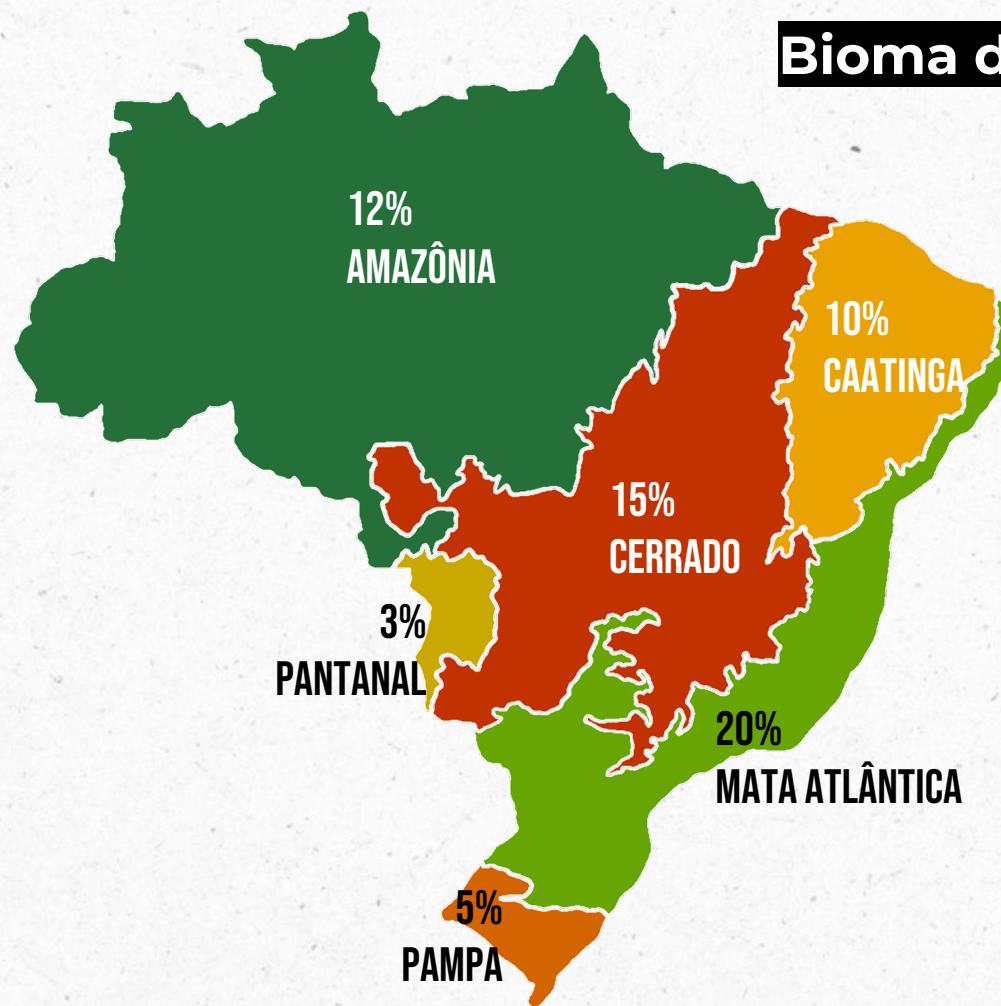 Bioma d
12%
AMAZÔNIA
10%
CAATINGA
15%
CERRADO
3%
PANTANAL
20%
MATA ATLÂNTICA
5%
PAMPA